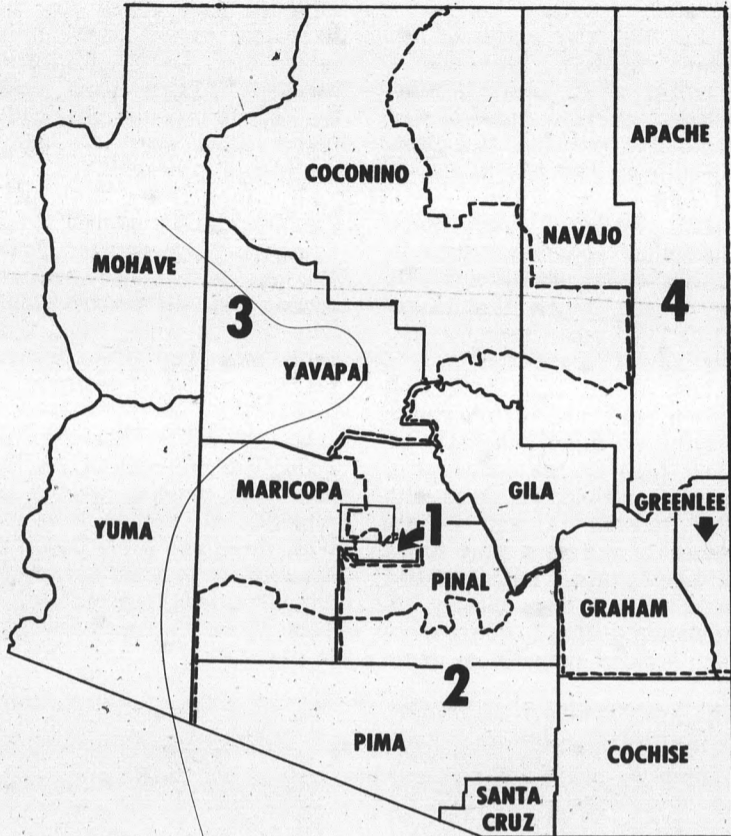 APACHE
COCONINO
NAVAJO
MOHAVE
3
4
YAVAPAI
MARICOPA
GILA
GREENLEE
YUMA
1
PINAL
GRAHAM
2
PIMA
COCHISE
SANTA
CRUZ